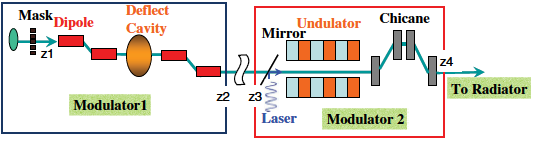 Mask
Dipole
Deflect
Cavity
z1
Modulator1
z2
z3
Mirror
Undulator
Chicane
z4
To Radiator
Laser
Modulator 2